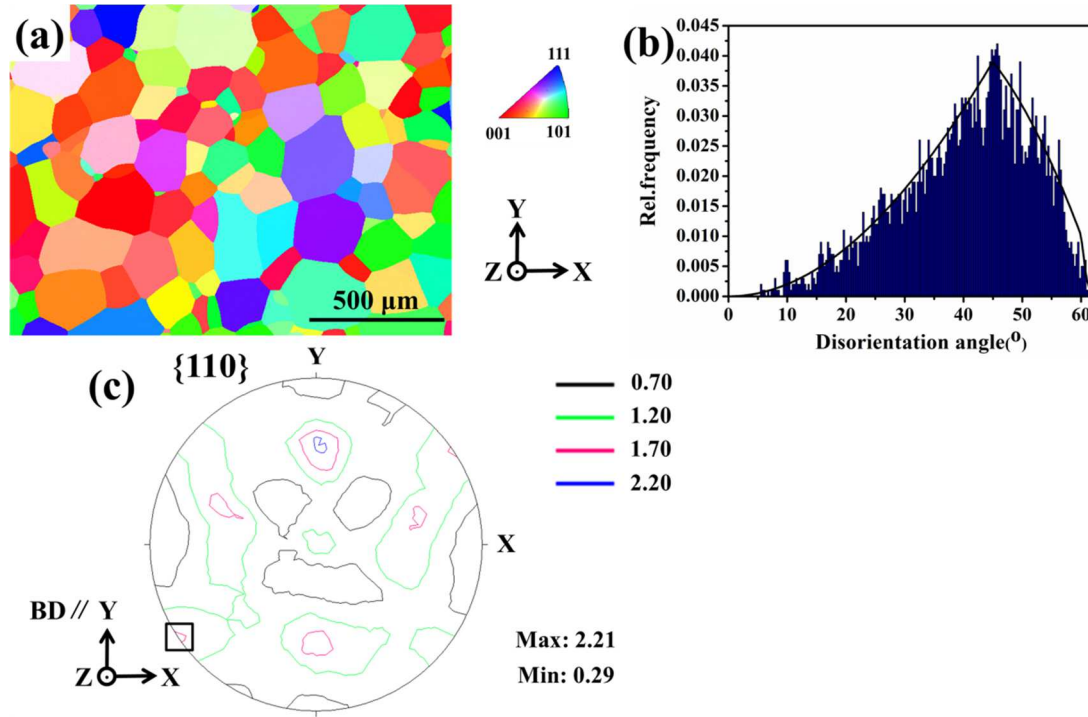 (a)
111
001
101
Y
Z
X
500 μm
(b)
0.045
0.040
0.035
0.030
0.025
0.020
0.015
0.010
0.005
0.000
Rel.frequency
0 10 20 30 40 50 60
Disorientation angle(º)
(c)
{110}
Y
X
0.70
1.20
1.70
2.20
BD // Y
Z
X
Max: 2.21
Min: 0.29